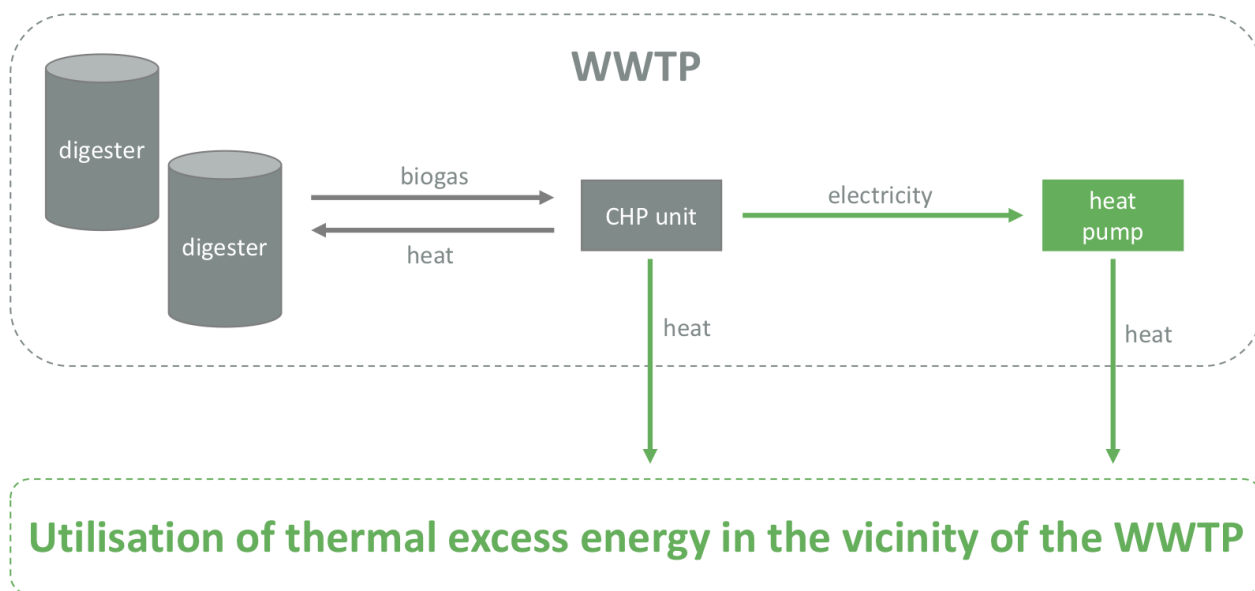 WWTP
digester
digester
biogas
heat
CHP unit
electricity
heat
pump
heat
heat
Utilisation of thermal excess energy in the vicinity of the WWTP